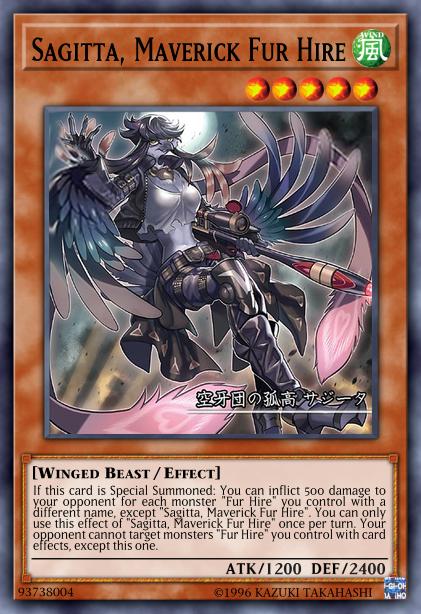 SAGITTA, MAVERICK FUR HIRE
WIND
風
空牙団の孤高 サジータ
[WINGED BEAST / EFFECT]
If this card is Special Summoned: You can inflict 500 damage to
your opponent for each monster "Fur Hire" you control with a
different name, except "Sagitta, Maverick Fur Hire". You can only
use this effect of "Sagitta, Maverick Fur Hire" once per turn. Your
opponent cannot target monsters "Fur Hire" you control with card
effects, except this one.
ATK/1200 DEF/2400
93738004
©1996 KAZUKI TAKAHASHI